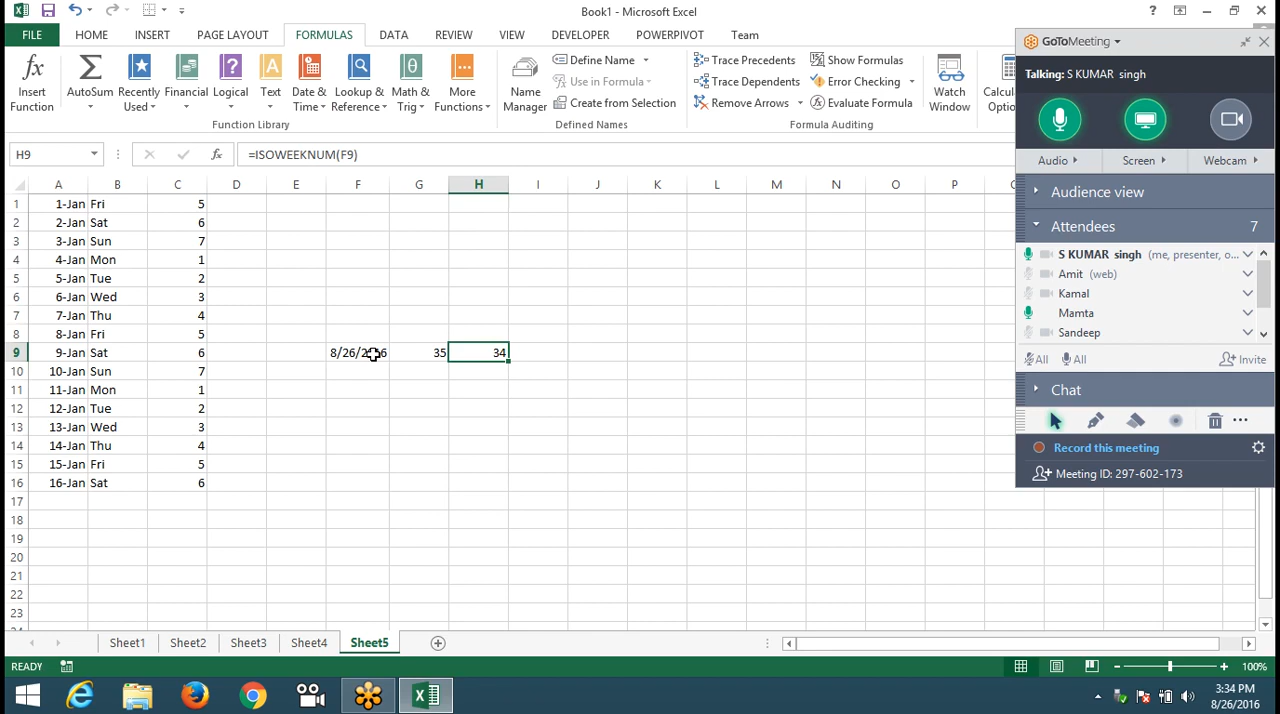 Book1 - Microsoft Excel
?
FILE HOME INSERT PAGE LAYOUT FORMULAS DATA REVIEW VIEW DEVELOPER POWERPIVOT Team
Insert Function
AutoSum
Recently Used
Financial
Logical
Text
Date & Time
Lookup & Reference
Math & Trig
More Functions
Function Library
Name Manager
Define Name
Use in Formula
Create from Selection
Defined Names
Trace Precedents
Trace Dependents
Remove Arrows
Show Formulas
Error Checking
Evaluate Formula
Formula Auditing
Watch Window
H9
fx
=ISOWEEKNUM(F9)
A B C D E F G H I J K L M N O P
1 1-Jan Fri 5
2 2-Jan Sat 6
3 3-Jan Sun 7
4 4-Jan Mon 1
5 5-Jan Tue 2
6 6-Jan Wed 3
7 7-Jan Thu 4
8 8-Jan Fri 5
9 9-Jan Sat 6 35 34
10 10-Jan Sun 7
11 11-Jan Mon 1
12 12-Jan Tue 2
13 13-Jan Wed 3
14 14-Jan Thu 4
15 15-Jan Fri 5
16 16-Jan Sat 6
17
18
19
20
21
22
23
Sheet1 Sheet2 Sheet3 Sheet4 Sheet5
READY
100%
3:34 PM
8/26/2016
GoToMeeting
Talking: S KUMAR singh
Audio Screen Webcam
Audience view
Attendees 7
S KUMAR singh (me, presenter, o...
Amit (web)
Kamal
Mamta
Sandeep
All All Invite
Chat
Record this meeting
Meeting ID: 297-602-173